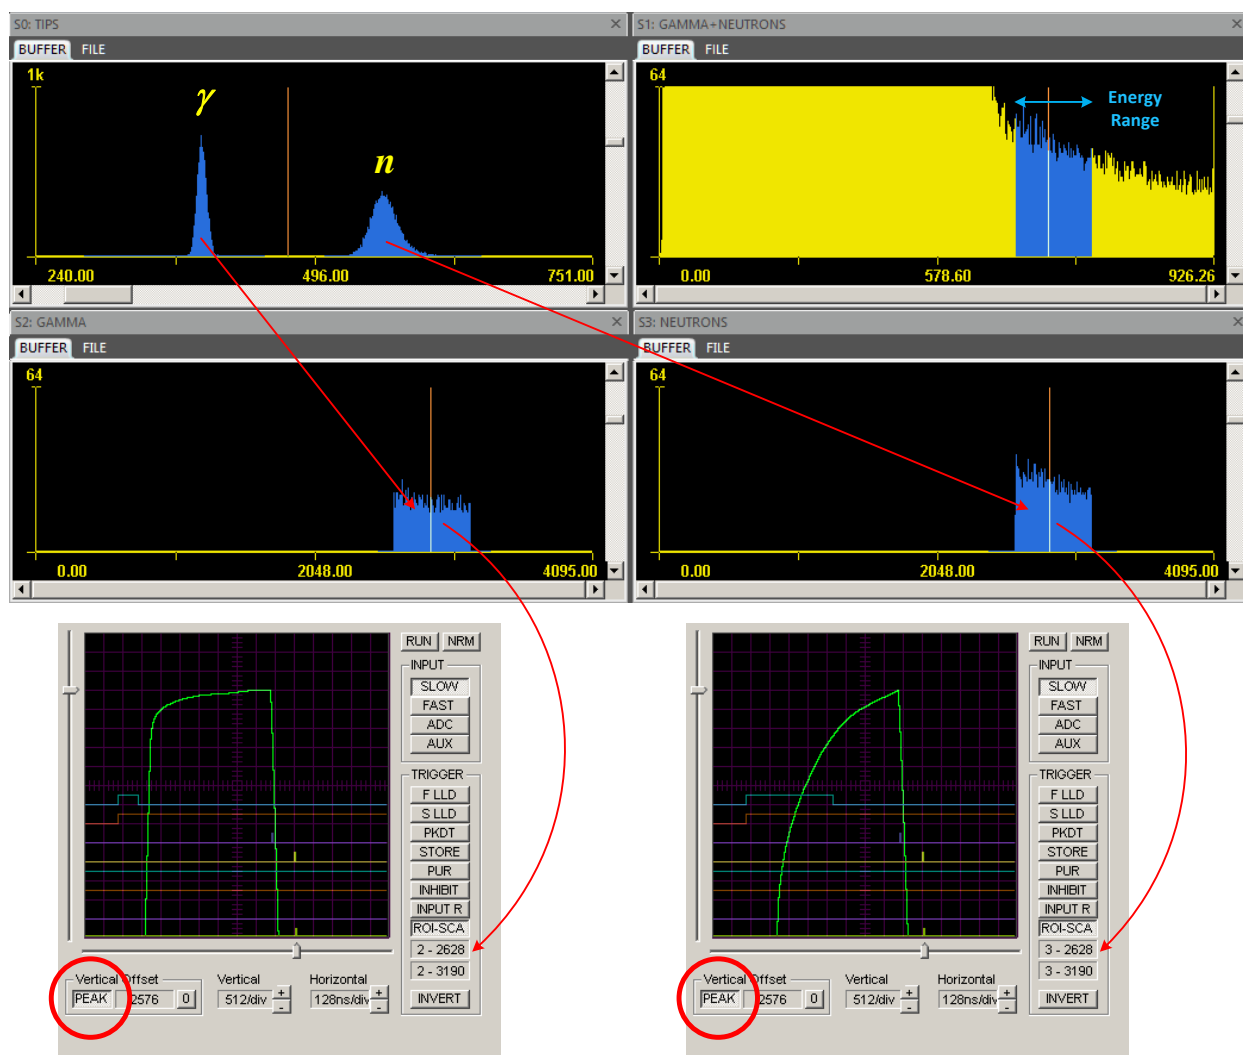 S0: TIPS
BUFFER FILE
1k
γ
n
240.00 496.00 751.00
S1: GAMMA+NEUTRONS
BUFFER FILE
64
Energy
Range
0.00 578.60 926.26
S2: GAMMA
BUFFER FILE
64
0.00 2048.00 4095.00
S3: NEUTRONS
BUFFER FILE
64
0.00 2048.00 4095.00
RUN NRM
INPUT
SLOW
FAST
ADC
AUX
TRIGGER
F LLD
S LLD
PKDT
STORE
PUR
INHIBIT
INPUT R
ROI-SCA
2 - 2628
2 - 3190
INVERT
Vertical Offset Vertical Horizontal
PEAK 2576 0 512/div + - 128ns/div + -
RUN NRM
INPUT
SLOW
FAST
ADC
AUX
TRIGGER
F LLD
S LLD
PKDT
STORE
PUR
INHIBIT
INPUT R
ROI-SCA
3 - 2628
3 - 3190
INVERT
Vertical Offset Vertical Horizontal
PEAK 2576 0 512/div + - 128ns/div + -